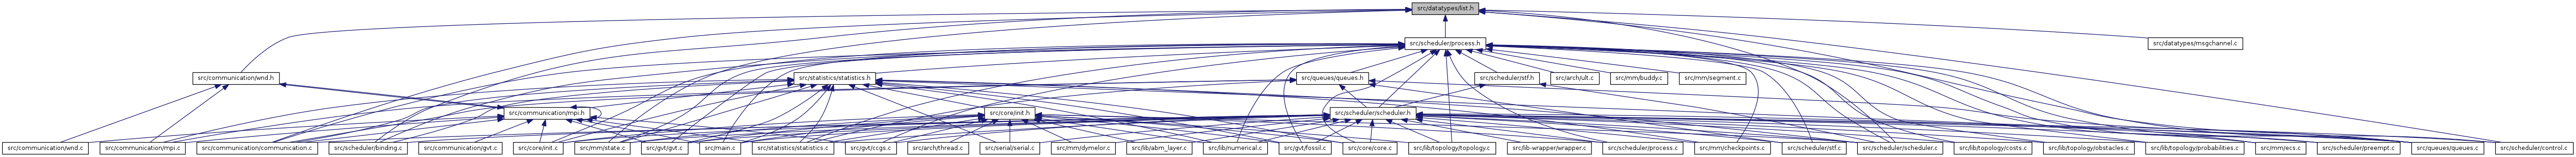 src/datatypes/list.h
src/scheduler/process.h
src/datatypes/msgchannel.c
src/communication/wnd.h
src/statistics/statistics.h
src/queues/queues.h
src/scheduler/stf.h
src/arch/ult.c
src/mm/buddy.c
src/mm/segment.c
src/communication/mpi.h
src/core/init.h
src/scheduler/scheduler.h
src/communication/wnd.c
src/communication/mpi.c
src/communication/communication.c
src/scheduler/binding.c
src/communication/gvt.c
src/core/init.c
src/mm/state.c
src/gvt/gvt.c
src/main.c
src/statistics/statistics.c
src/gvt/ccgs.c
src/arch/thread.c
src/serial/serial.c
src/mm/dymelor.c
src/lib/abm_layer.c
src/lib/numerical.c
src/gvt/fossil.c
src/core/core.c
src/lib/topology/topology.c
src/lib-wrapper/wrapper.c
src/scheduler/process.c
src/mm/checkpoints.c
src/scheduler/stf.c
src/scheduler/scheduler.c
src/lib/topology/costs.c
src/lib/topology/obstacles.c
src/lib/topology/probabilities.c
src/mm/ecs.c
src/scheduler/preempt.c
src/queues/queues.c
src/scheduler/control.c